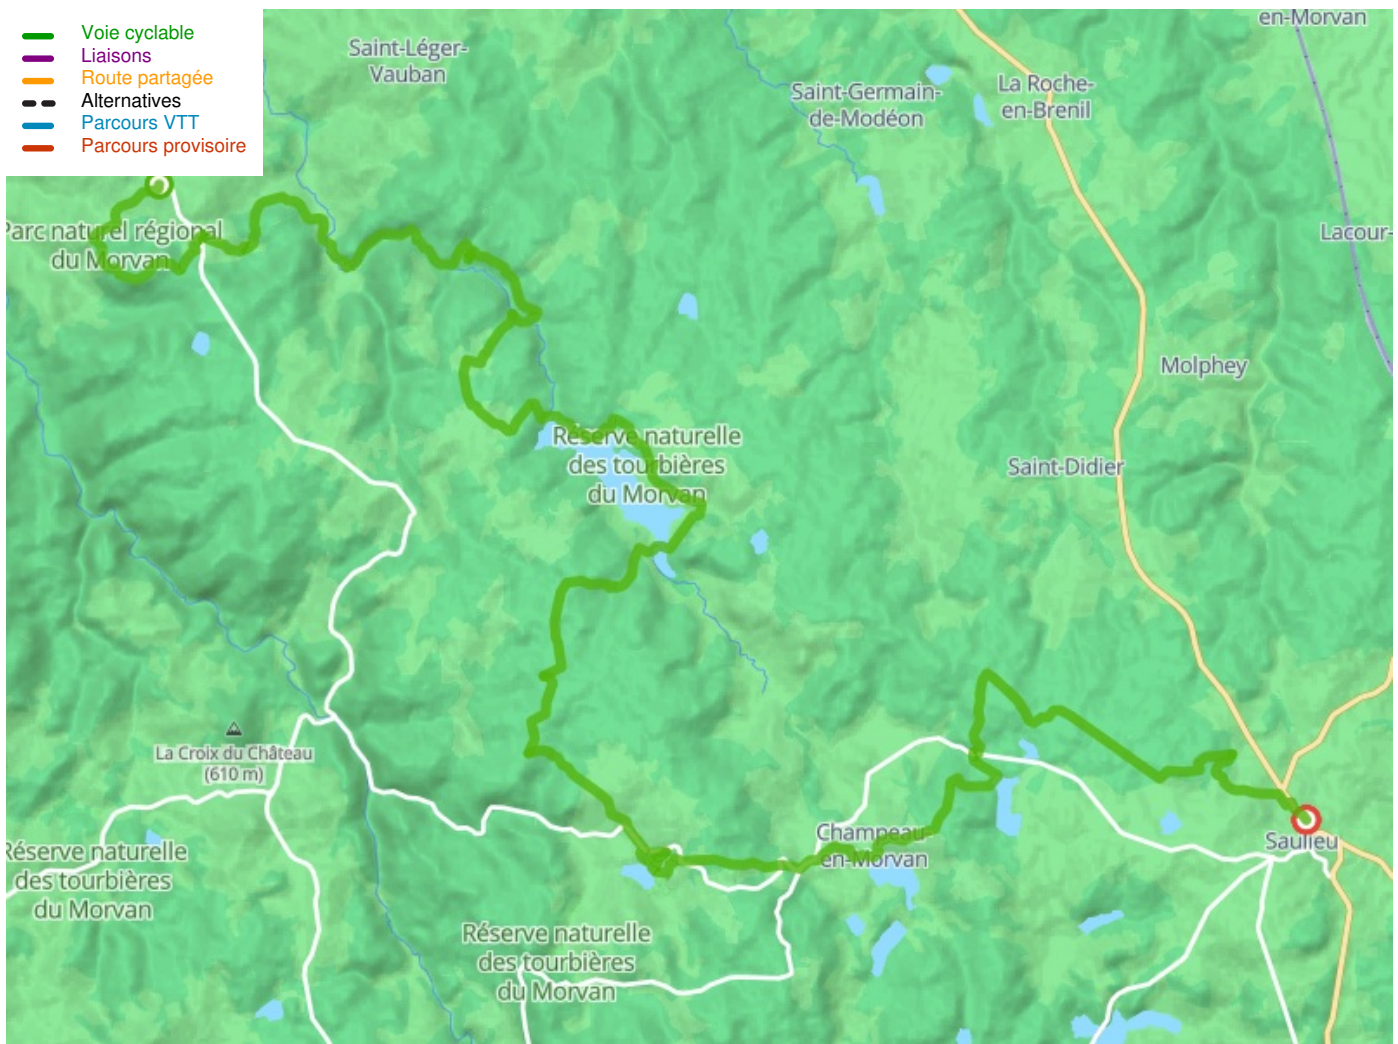 Voie cyclable
Liaisons
Route partagée
Alternatives
Parcours VTT
Parcours provisoire
en-Morvan
Saint-Léger-
Vauban
Saint-Germain-
de-Modéon
La Roche-
en-Brenil
Parc naturel régional
du Morvan
Lacour-
Molphey
Réserve naturelle
des tourbières
du Morvan
Saint-Didier
La Croix du Château
(610 m)
Champeau-
en-Morvan
Saulieu
Réserve naturelle
des tourbières
du Morvan
Réserve naturelle
des tourbières
du Morvan